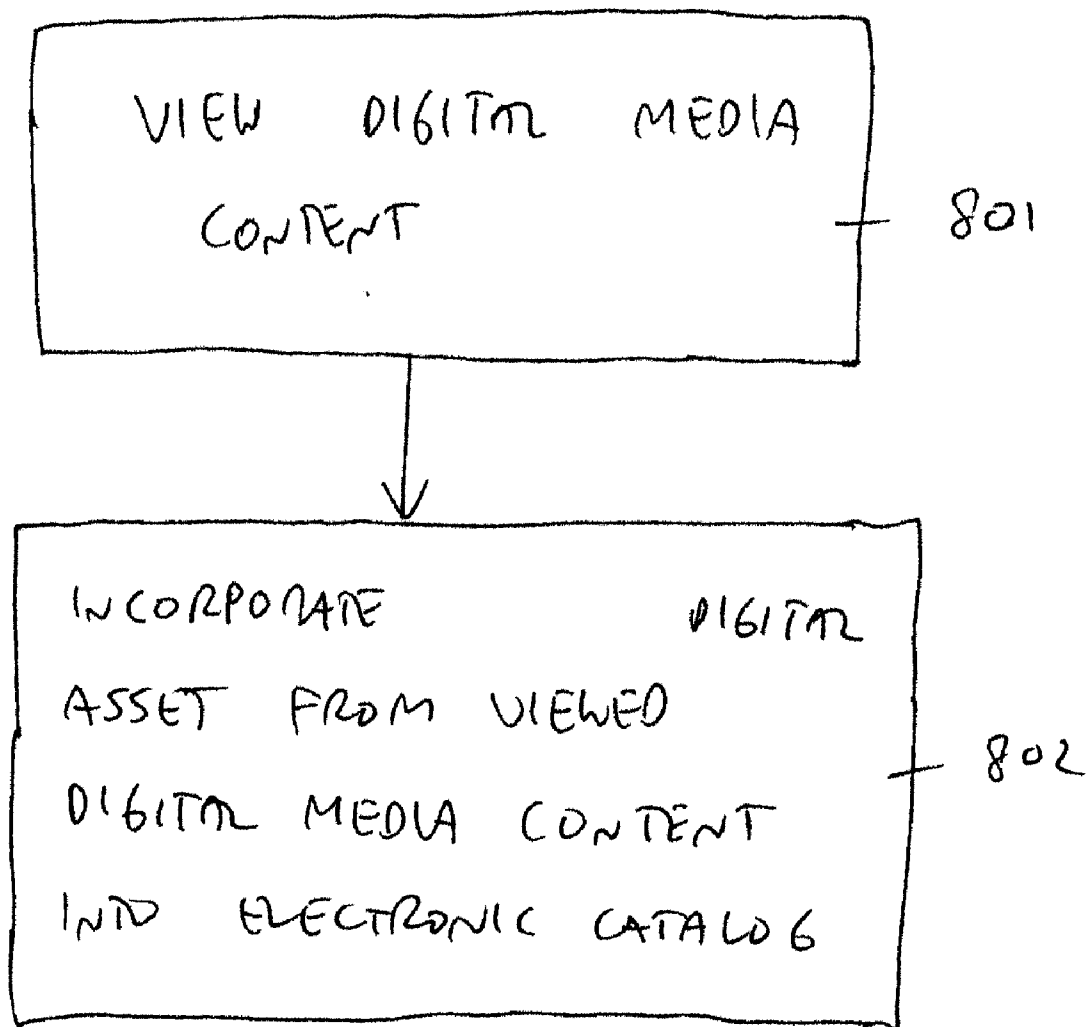 VIEW DIGITAL MEDIA
CONTENT
801
INCORPORATE DIGITAL
ASSET FROM VIEWED
DIGITAL MEDIA CONTENT
INTO ELECTRONIC CATALOG
802